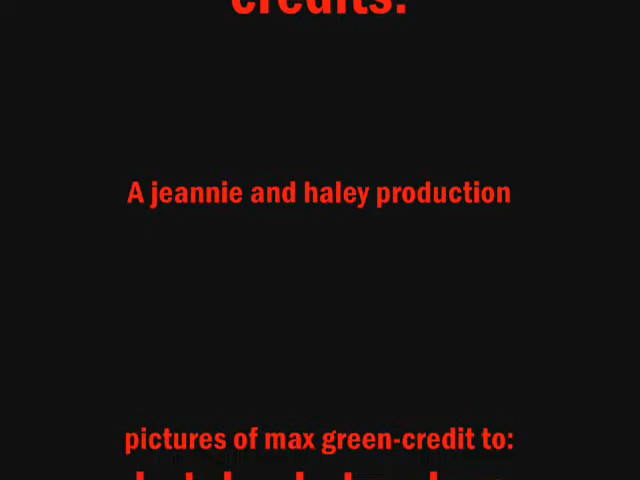 credits:
A jeannie and haley production
pictures of max green-credit to: